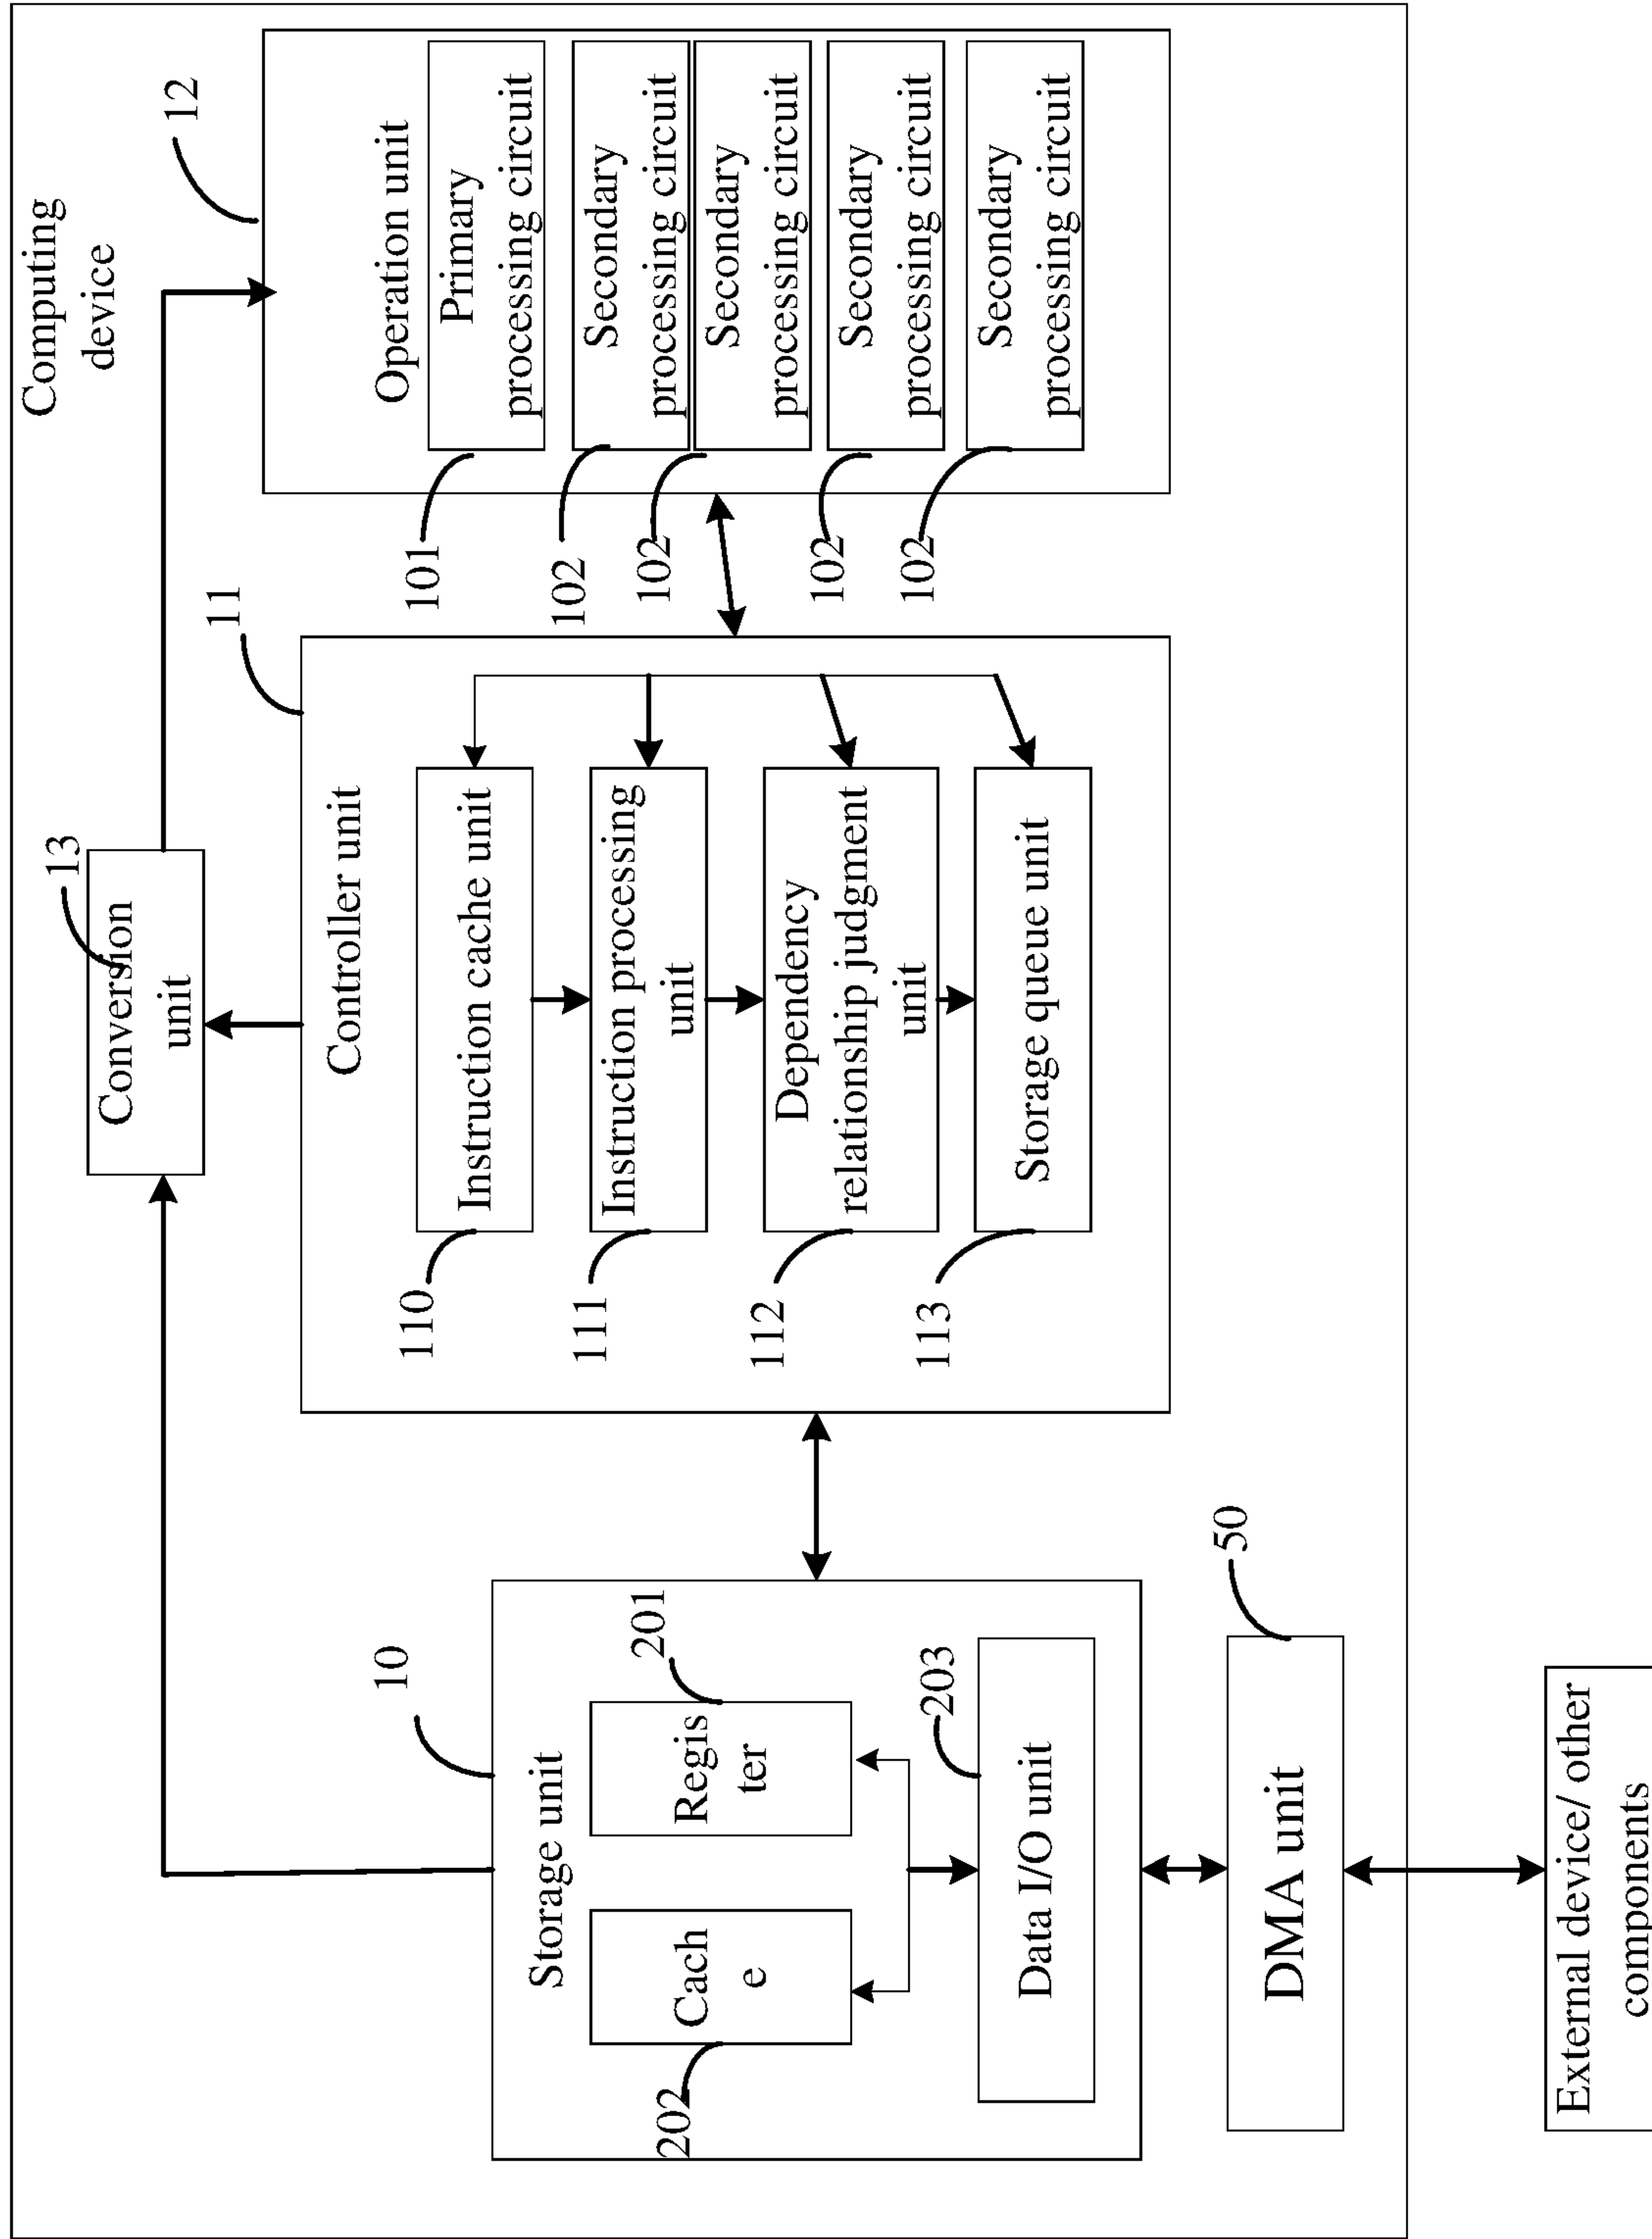 Computing
device
13
Conversion
unit
12
11
10
Storage unit
Cach
e
Regis
ter
201
202
203
Data I/O unit
Controller unit
110
Instruction cache unit
111
Instruction processing
unit
112
Dependency
relationship judgment
unit
113
Storage queue unit
Operation unit
101
Primary
processing circuit
102
Secondary
processing circuit
102
Secondary
processing circuit
102
Secondary
processing circuit
102
Secondary
processing circuit
50
DMA unit
External device/ other
components